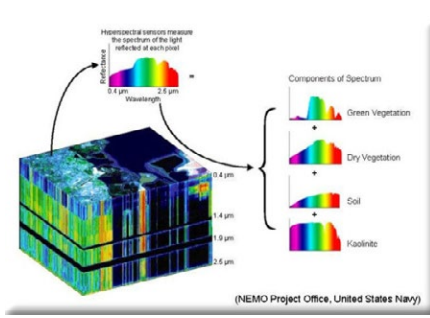 Hyperspectral sensors measure
the spectrum of the light
reflected at each pixel
Reflectance
=
0.4 µm
2.5 µm
Wavelength
Components of Spectrum
Green Vegetation
+
Dry Vegetation
+
Soil
+
Kaolinite
0.4 µm
1.4 µm
1.9 µm
2.5 µm
(NEMO Project Office, United States Navy)